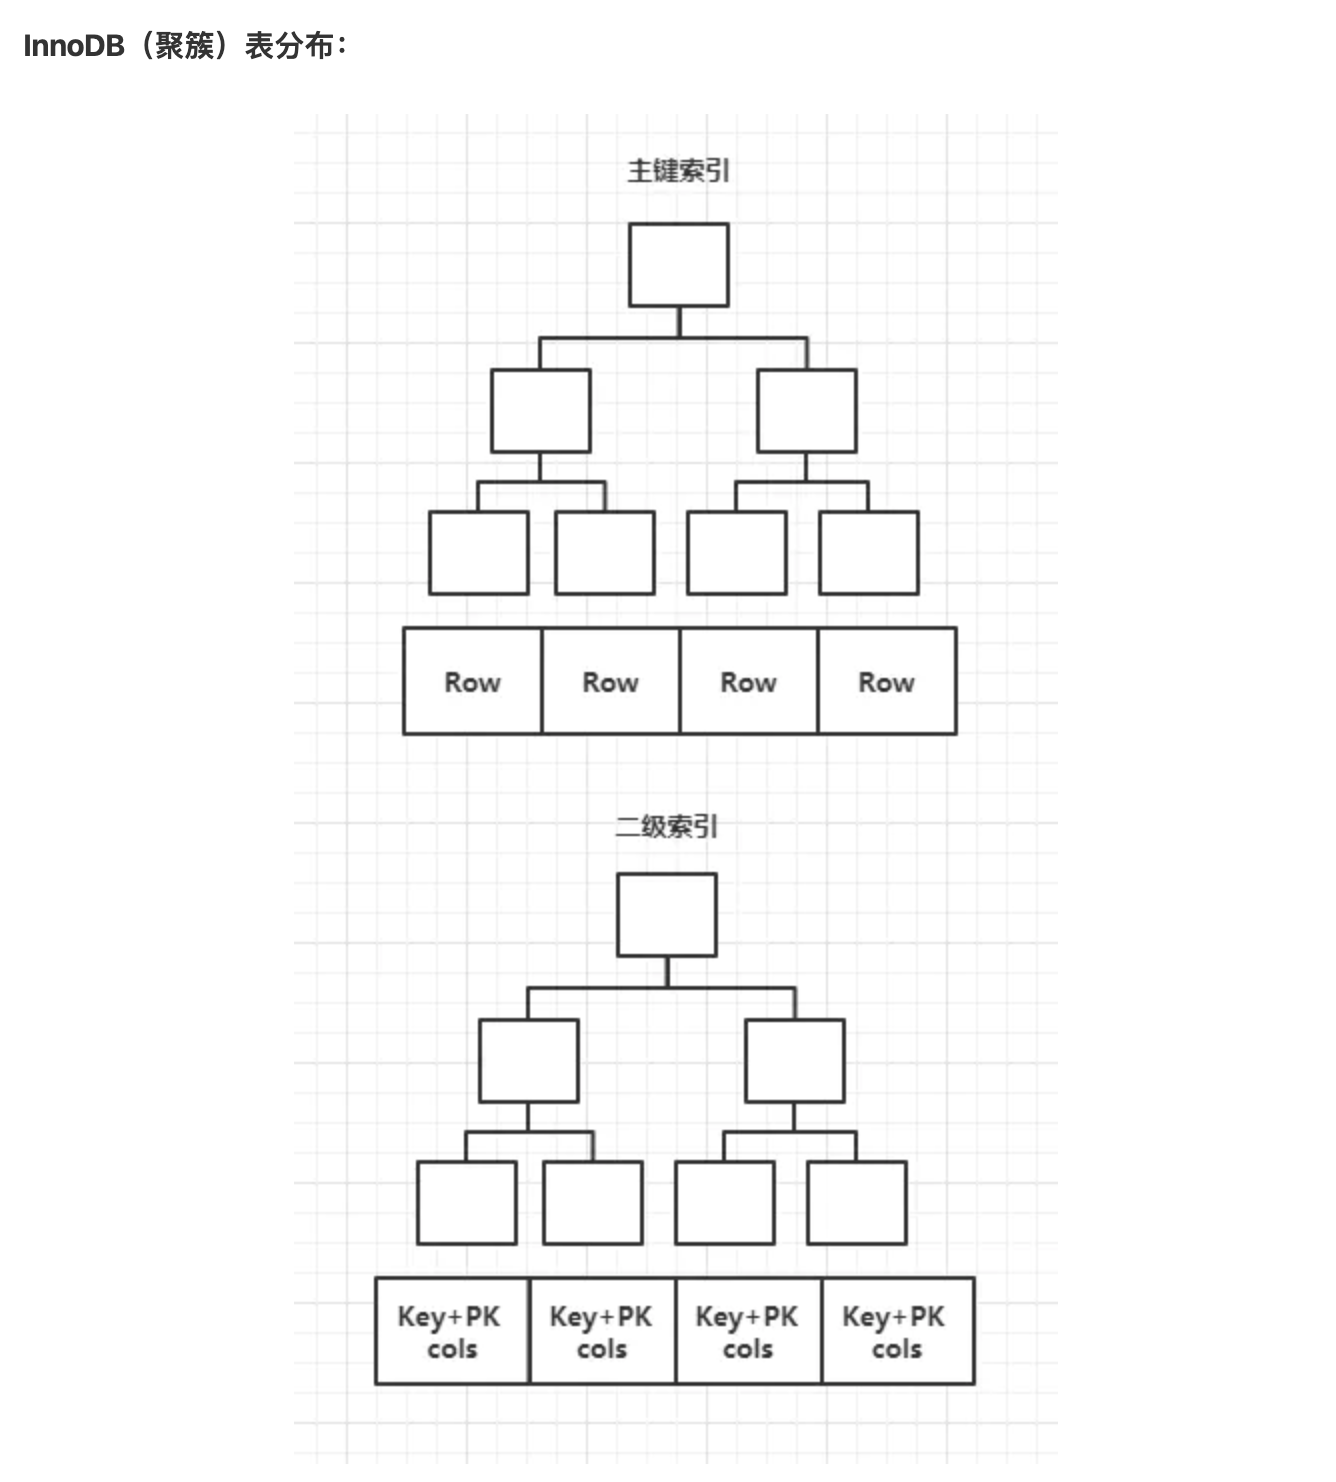 InnoDB（聚簇）表分布：
主键索引
Row Row Row Row
二级索引
Key+PK Key+PK Key+PK Key+PK
cols cols cols cols